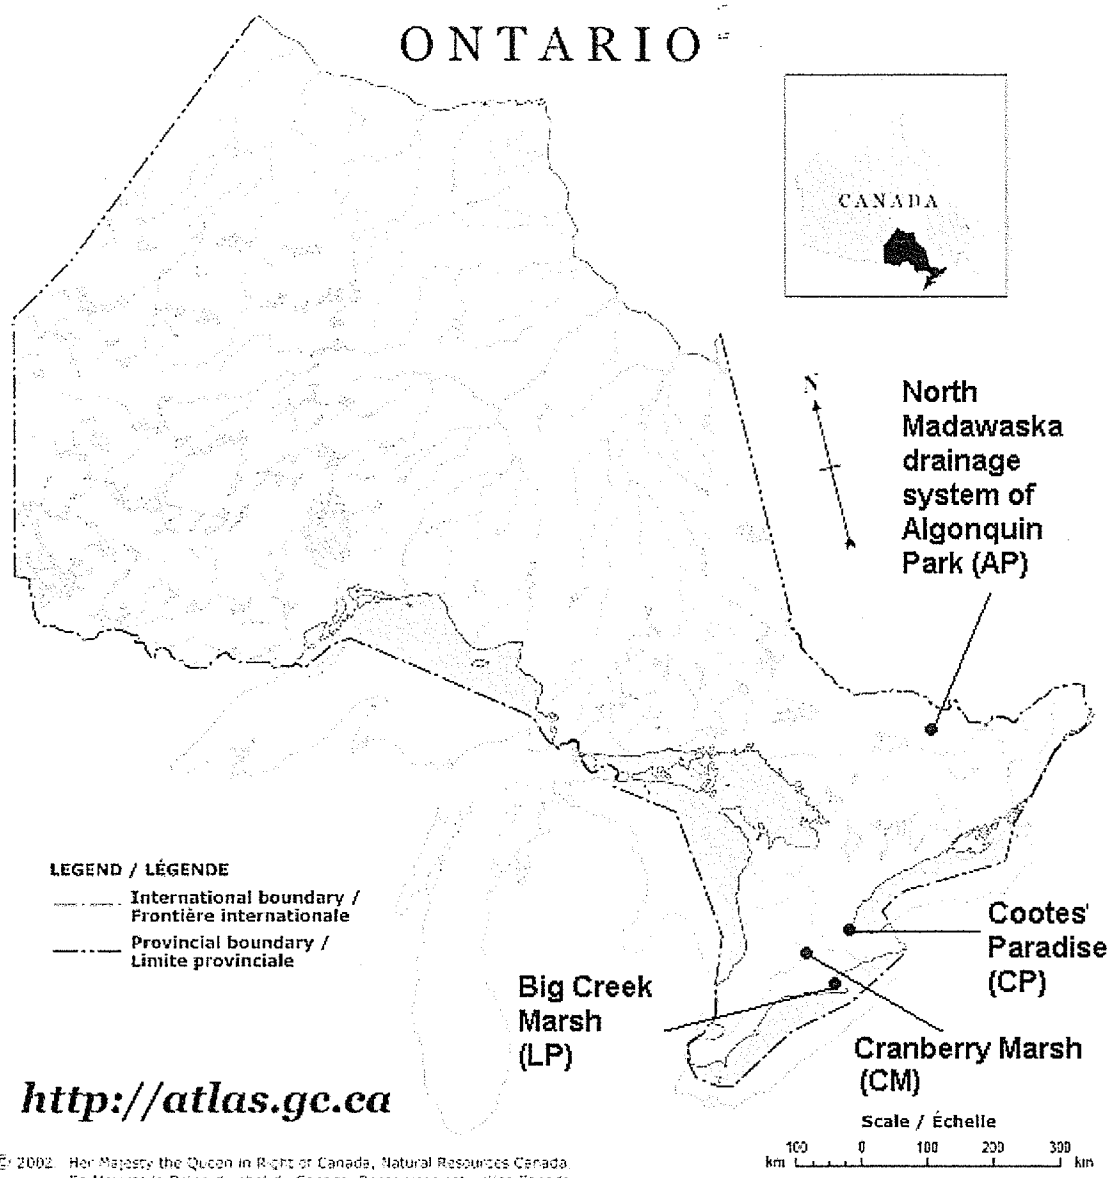 ONTARIO
CANADA
N
North
Madawaska
drainage
system of
Algonquin
Park (AP)
LEGEND / LÉGENDE
International boundary /
Frontière internationale
Provincial boundary /
Limite provinciale
Cootes'
Paradise
(CP)
Big Creek
Marsh
(LP)
Cranberry Marsh
(CM)
http://atlas.gc.ca
Scale / Échelle
100 0 100 200 300
km km
© 2002. Her Majesty the Queen in Right of Canada, Natural Resources Canada.